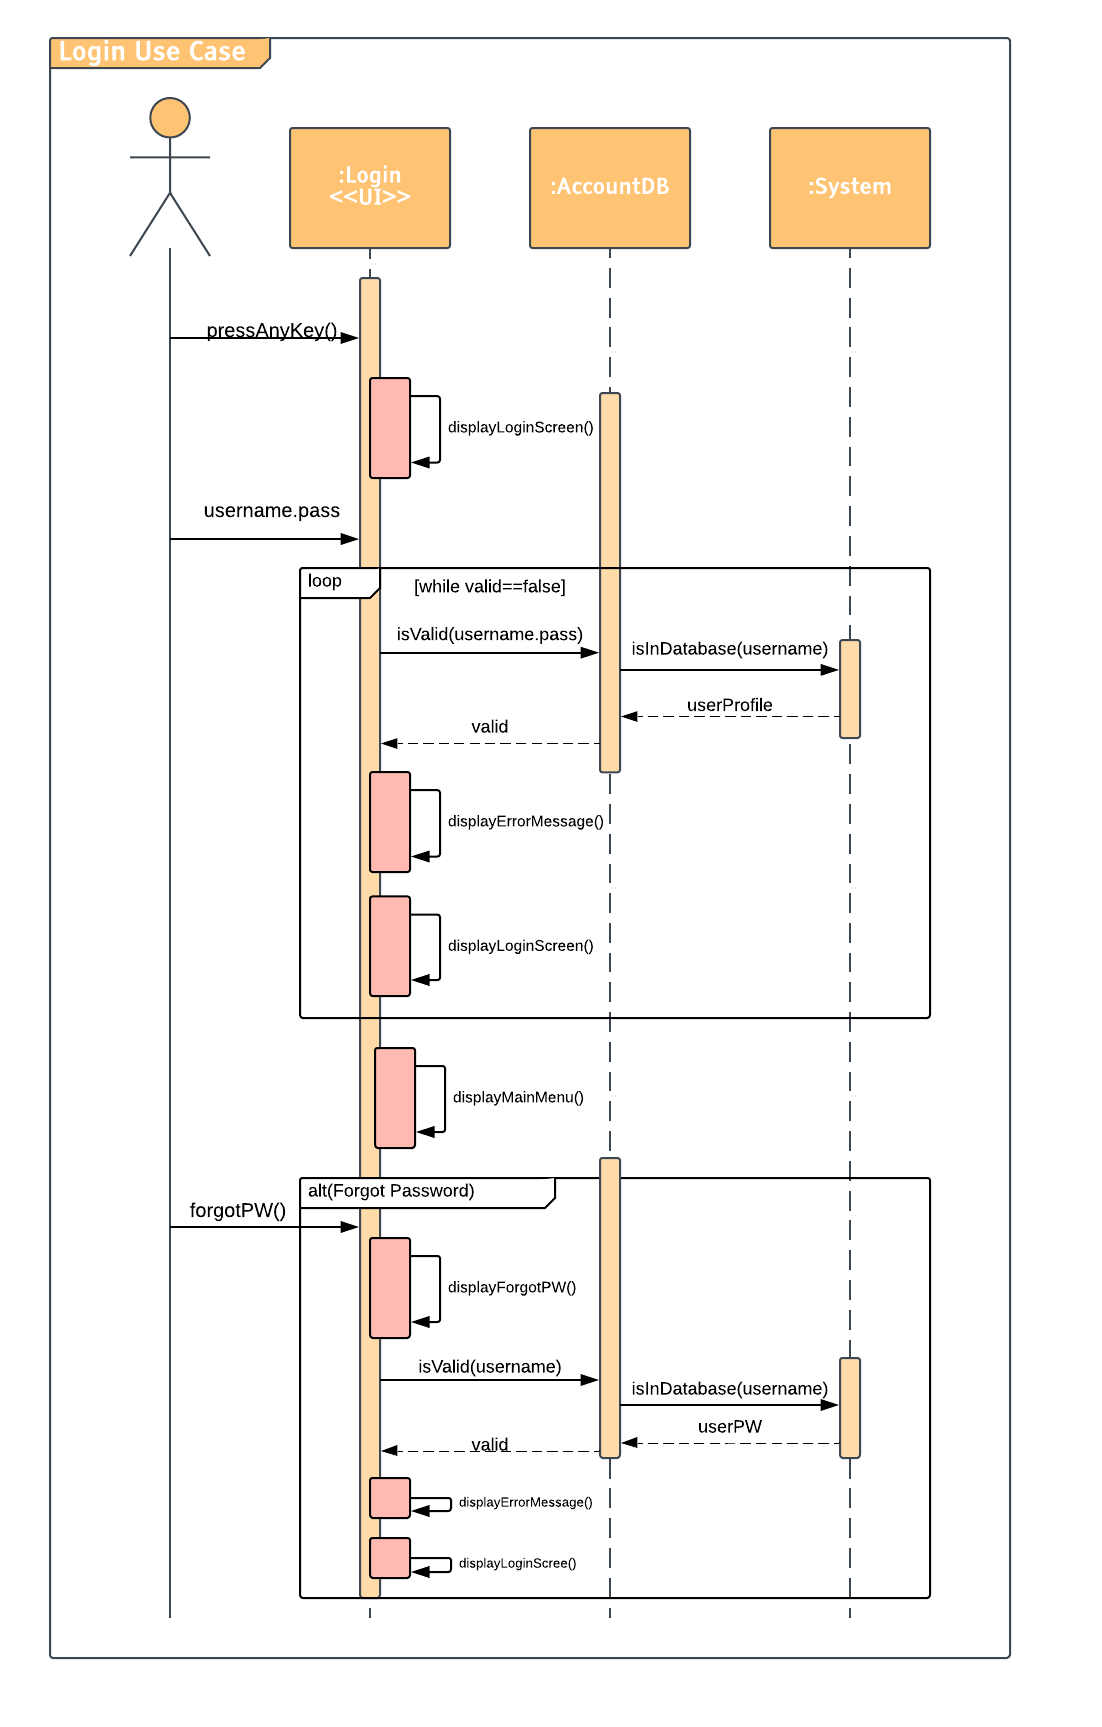 Login Use Case
:Login
<<UI>>
:AccountDB
:System
pressAnyKey()
displayLoginScreen()
username.pass
loop
[while valid==false]
isValid(username.pass)
isInDatabase(username)
userProfile
valid
displayErrorMessage()
displayLoginScreen()
displayMainMenu()
alt(Forgot Password)
forgotPW()
displayForgotPW()
isValid(username)
isInDatabase(username)
userPW
valid
displayErrorMessage()
displayLoginScree()